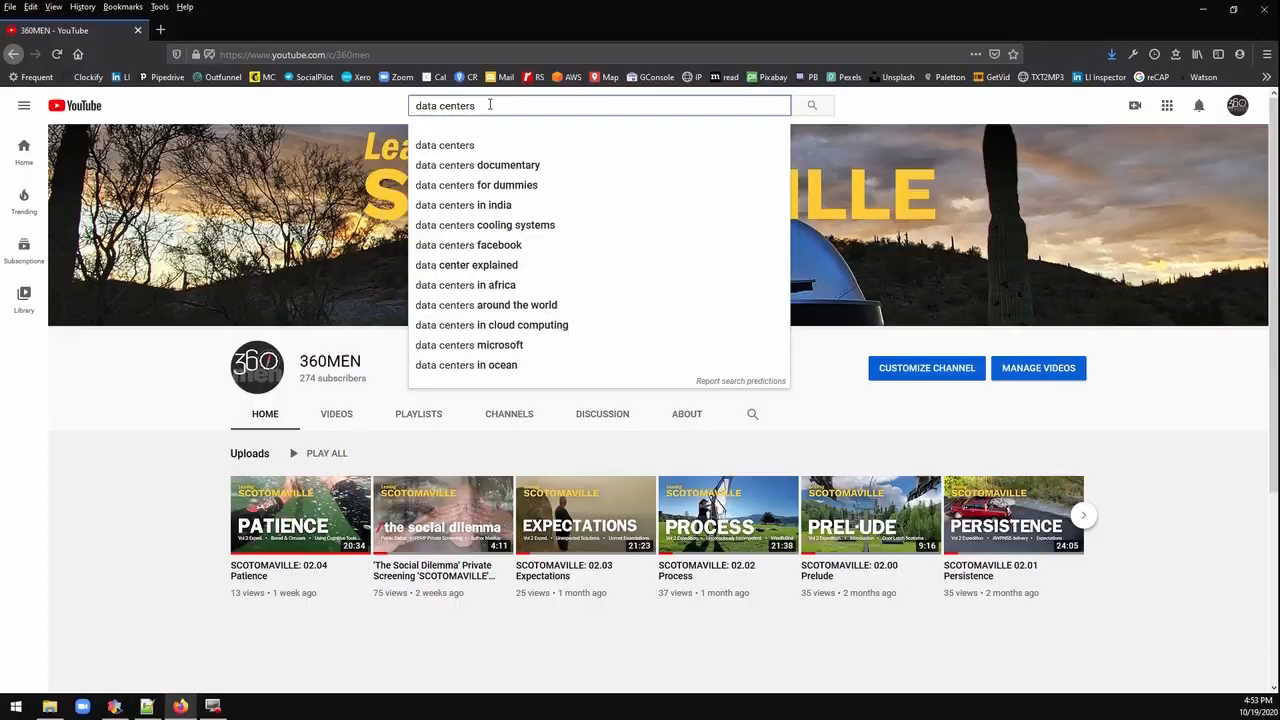 File Edit View History Bookmarks Tools Help
360MEN - YouTube
https://www.youtube.com/c/360men
Frequent Clockify LI Pipedrive Outfunnel MC SocialPilot Xero Zoom Cal CR Mail RS AWS Map GConsole IP read Pixabay PB Pexels Unsplash Paletton GetVid TXT2MP3 LI Inspector reCAP Watson
YouTube
data centers
360
Home
Trending
Subscriptions
Library
data centers
data centers documentary
data centers for dummies
data centers in india
data centers cooling systems
data centers facebook
data center explained
data centers in africa
data centers around the world
data centers in cloud computing
data centers microsoft
data centers in ocean
Report search predictions
360
360MEN
274 subscribers
CUSTOMIZE CHANNEL
MANAGE VIDEOS
HOME VIDEOS PLAYLISTS CHANNELS DISCUSSION ABOUT
Uploads
PLAY ALL
Leaving
SCOTOMAVILLE
PATIENCE
20:34
SCOTOMAVILLE: 02.04
Patience
13 views • 1 week ago
Leaving
SCOTOMAVILLE
the social dilemma
4:11
'The Social Dilemma' Private
Screening 'SCOTOMAVILLE'...
75 views • 2 weeks ago
Leaving
SCOTOMAVILLE
EXPECTATIONS
21:23
SCOTOMAVILLE: 02.03
Expectations
25 views • 1 month ago
Leaving
SCOTOMAVILLE
PROCESS
21:38
SCOTOMAVILLE: 02.02
Process
37 views • 1 month ago
Leaving
SCOTOMAVILLE
PREL·UDE
9:16
SCOTOMAVILLE: 02.00
Prelude
35 views • 2 months ago
Leaving
SCOTOMAVILLE
PERSISTENCE
24:05
SCOTOMAVILLE: 02.01
Persistence
35 views • 2 months ago
4:53 PM
10/19/2020